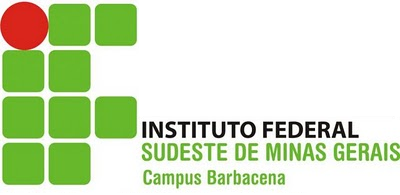 INSTITUTO FEDERAL
SUDESTE DE MINAS GERAIS
Campus Barbacena